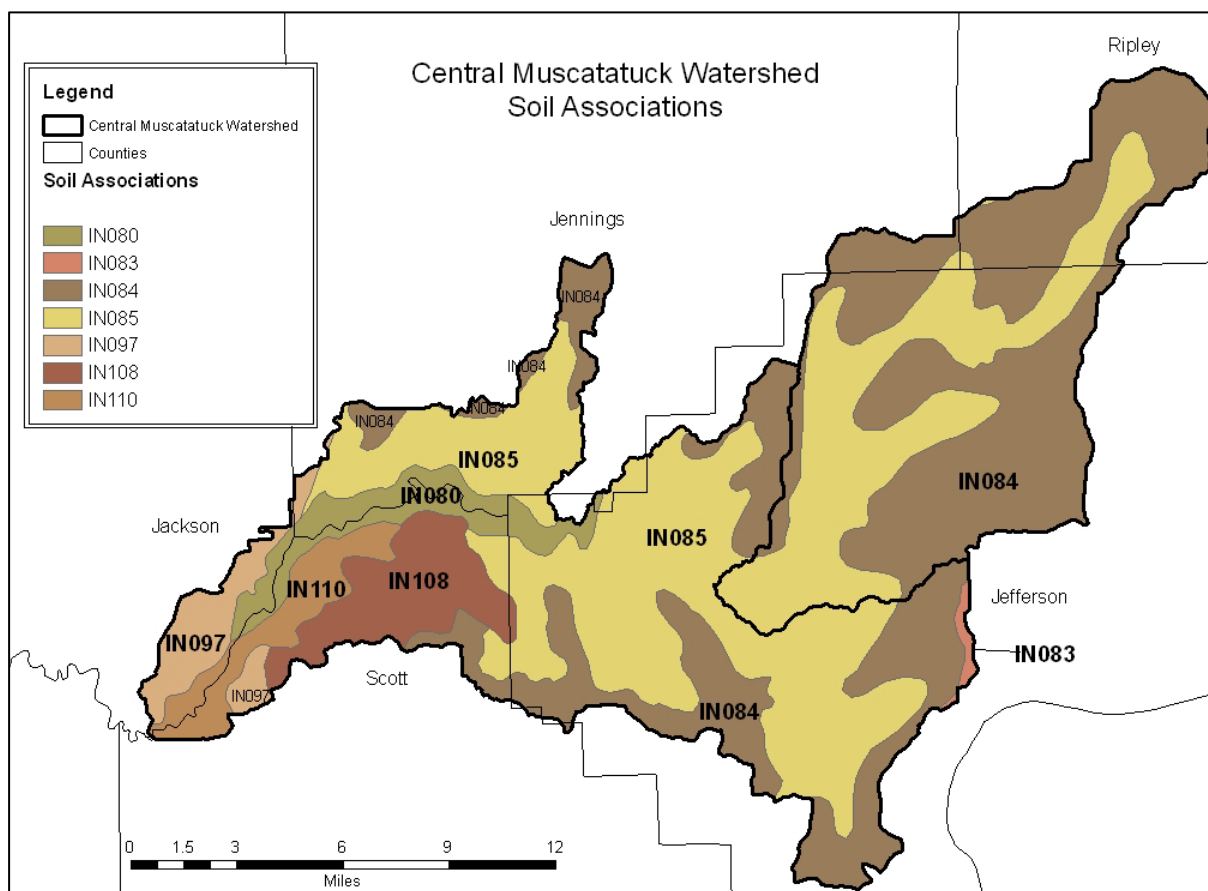 Central Muscatatuck Watershed
Soil Associations
Legend
Central Muscatatuck Watershed
Counties
Soil Associations
IN080
IN083
IN084
IN085
IN097
IN108
IN110
Ripley
Jennings
IN084
IN084
IN084
IN084
IN085
IN080
IN084
Jackson
IN085
IN110
IN108
Jefferson
IN097
IN083
Scott
IN097
IN084
0 1.5 3 6 9 12
Miles